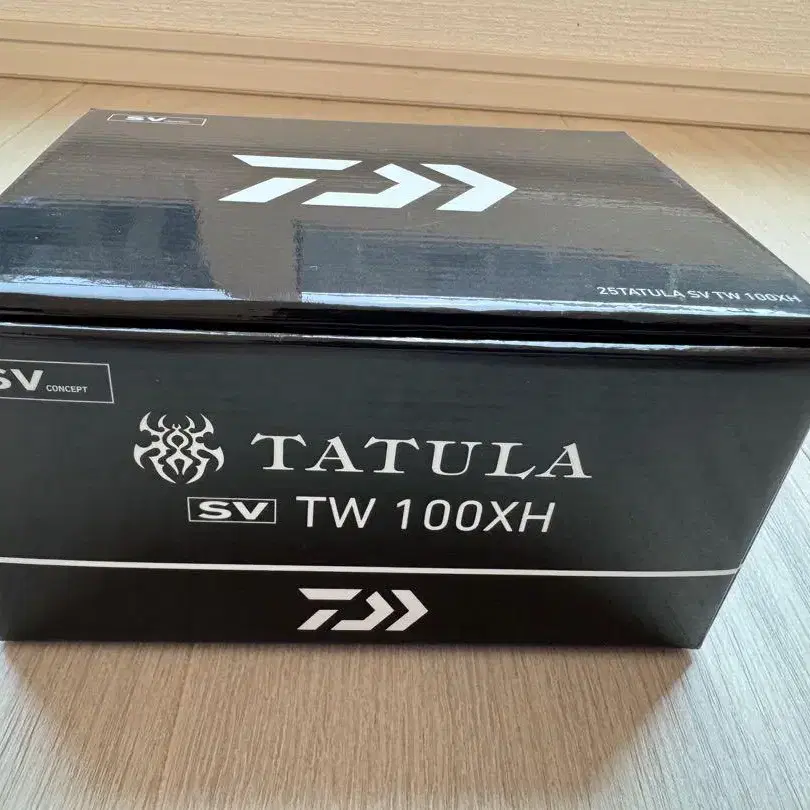 SV
25TATULA SV TW 100XH
SV CONCEPT
TATULA
SV TW 100XH